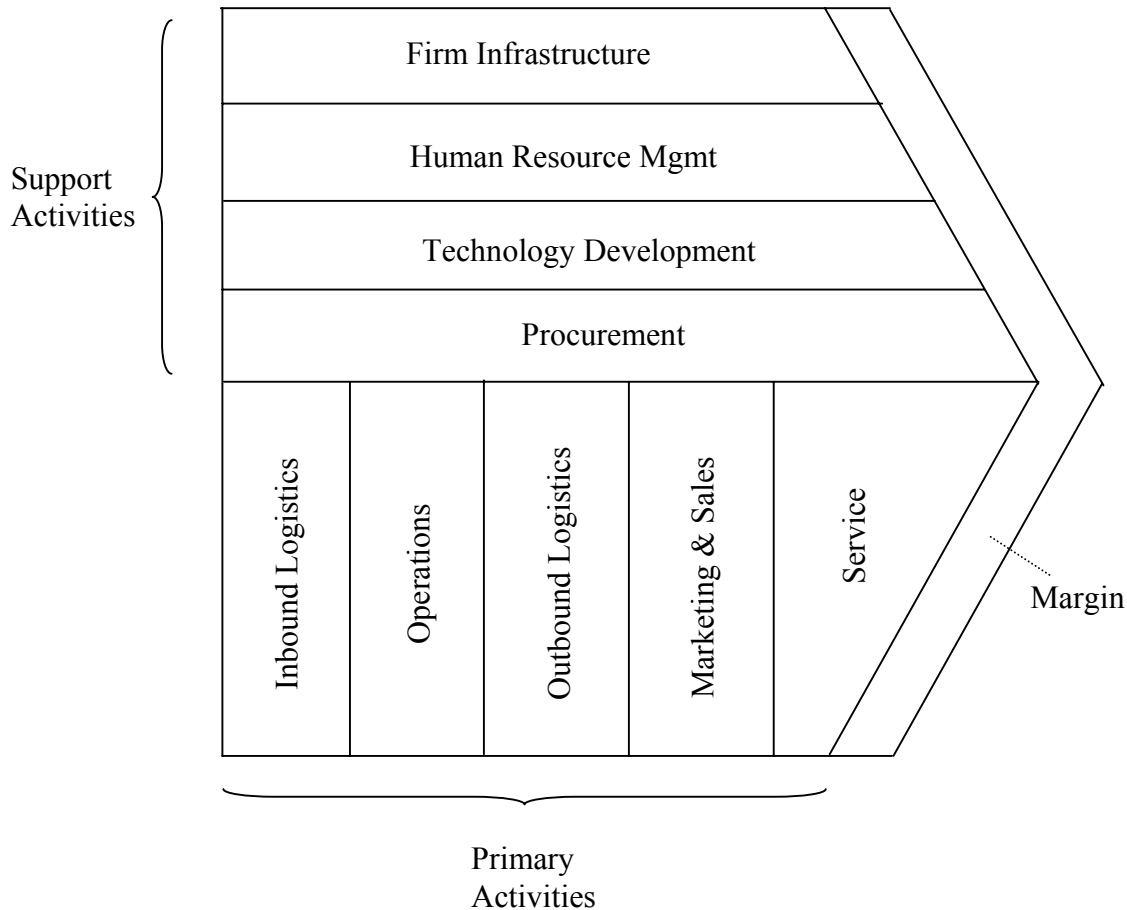 Firm Infrastructure
Human Resource Mgmt
Support
Activities
Technology Development
Procurement
Inbound Logistics
Operations
Outbound Logistics
Marketing & Sales
Service
Margin
Primary
Activities